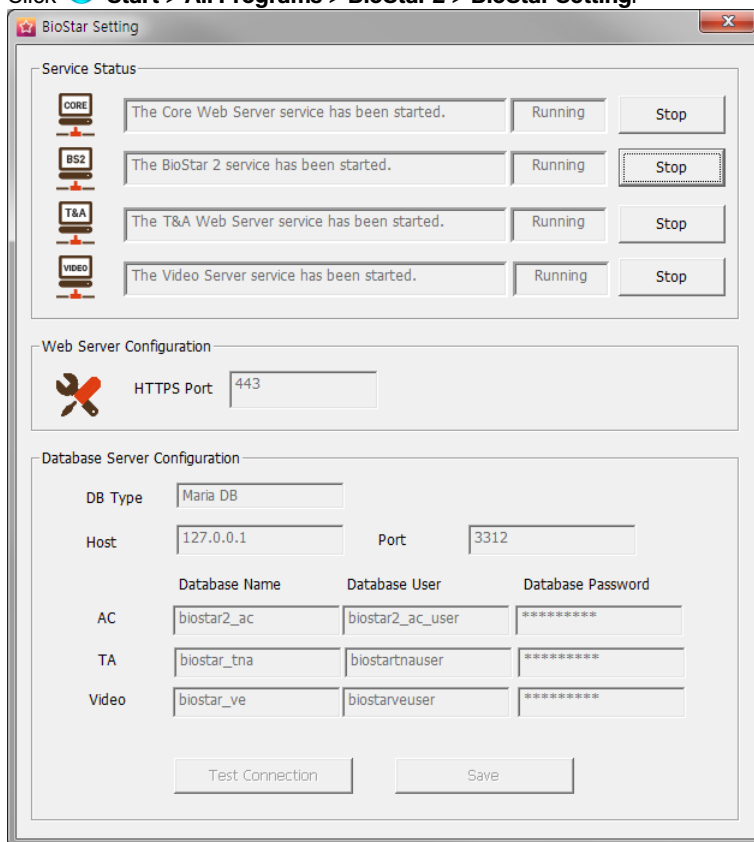 Click Start > All Programs > BioStar 2 > BioStar Setting.
BioStar Setting
Service Status
CORE The Core Web Server service has been started. Running Stop
BS2 The BioStar 2 service has been started. Running Stop
T&A The T&A Web Server service has been started. Running Stop
VIDEO The Video Server service has been started. Running Stop
Web Server Configuration
HTTPS Port 443
Database Server Configuration
DB Type Maria DB
Host 127.0.0.1 Port 3312
Database Name Database User Database Password
AC biostar2_ac biostar2_ac_user *********
TA biostar_tna biostartnauser *********
Video biostar_ve biostarveuser *********
Test Connection Save